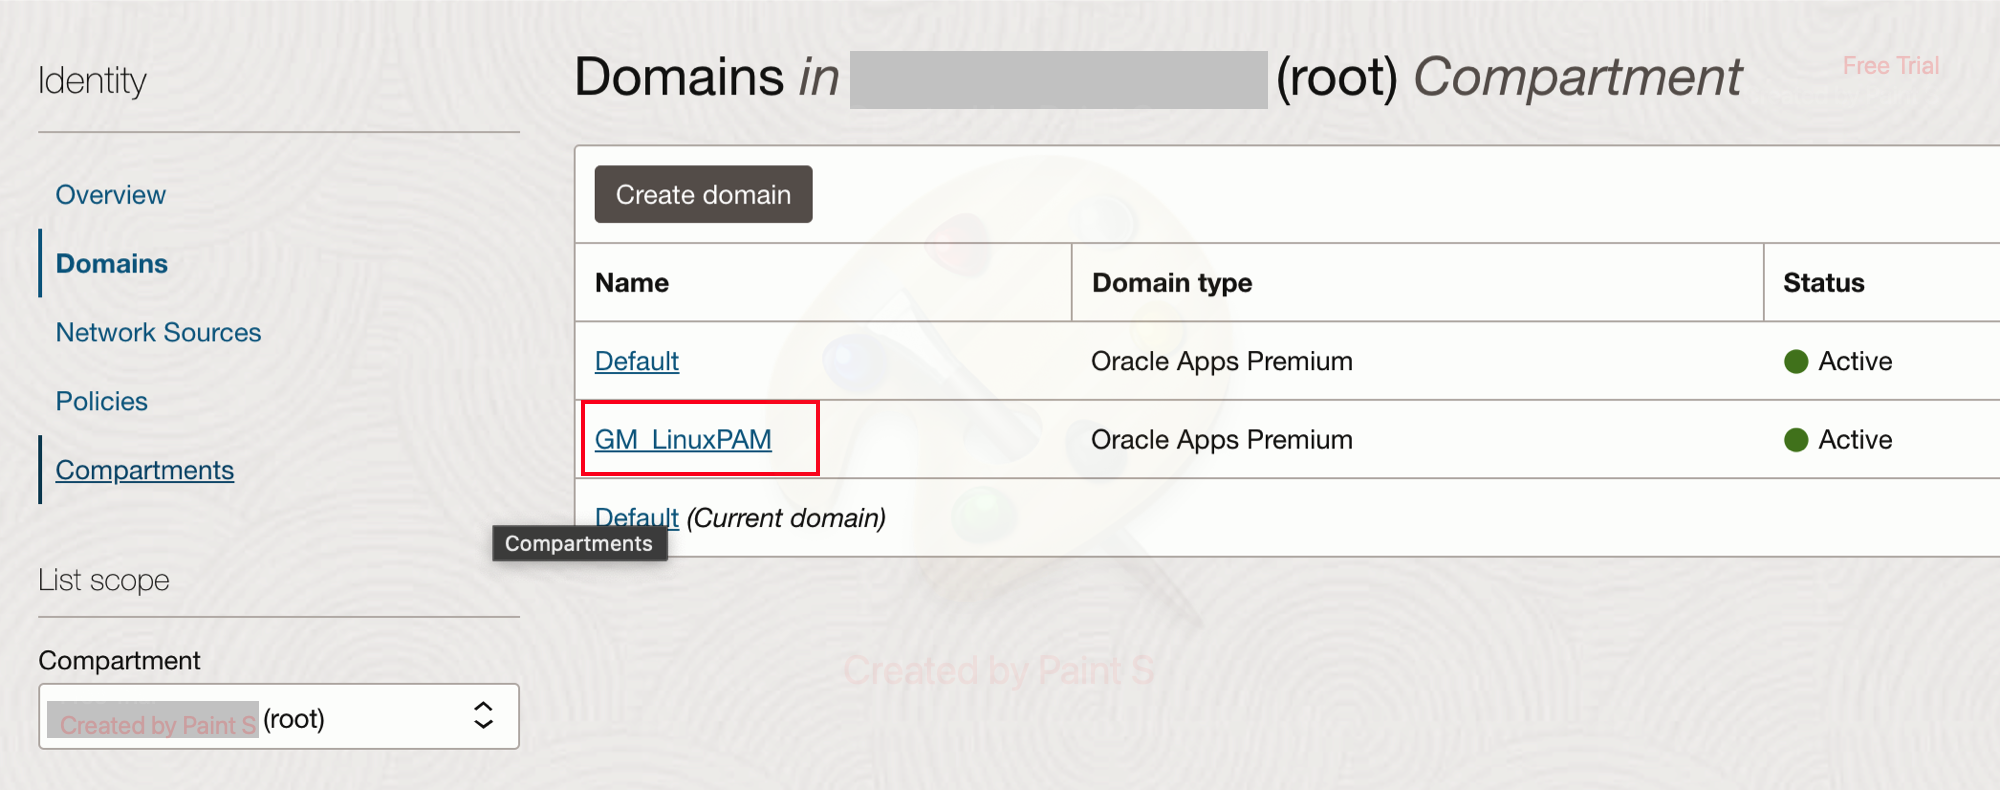 Identity
Overview
Domains
Network Sources
Policies
Compartments
List scope
Compartment
Created by Paint S (root)
Domains in (root) Compartment
Free Trial
Create domain
Name Domain type Status
Default Oracle Apps Premium Active
GM_LinuxPAM Oracle Apps Premium Active
Default (Current domain)
Compartments
Created by Paint S